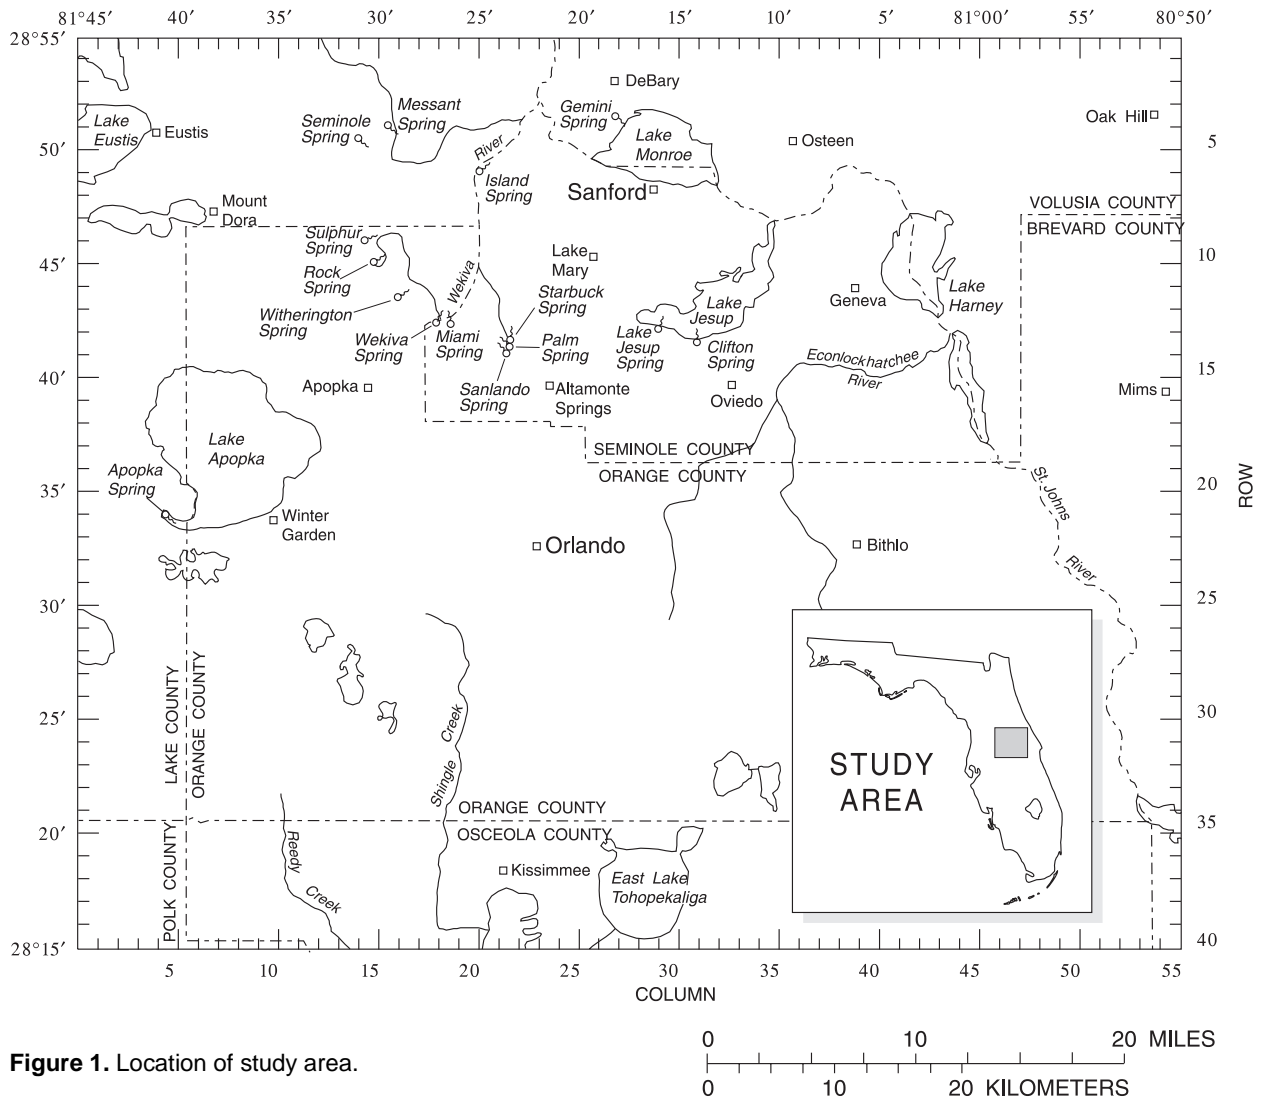 81°45′ 40′ 35′ 30′ 25′ 20′ 15′ 10′ 5′ 81°00′ 55′ 80°50′
28°55′
DeBary
Messant
Spring
Gemini
Spring
Seminole
Spring
Lake
Eustis
Eustis
Oak Hill
Lake
Monroe
Osteen
50′
5
River
Island
Spring
Sanford
Mount
Dora
VOLUSIA COUNTY
BREVARD COUNTY
Sulphur
Spring
Rock
Spring
Lake
Mary
45′
10
Wekiva
Starbuck
Spring
Lake
Jesup
Geneva
Lake
Harney
Witherington
Spring
Wekiva
Spring
Miami
Spring
Palm
Spring
Lake
Jesup
Spring
Clifton
Spring
Econlockhatchee
River
40′
15
Apopka
Sanlando
Spring
Altamonte
Springs
Oviedo
Mims
Lake
Apopka
SEMINOLE COUNTY
ORANGE COUNTY
Apopka
Spring
35′
20
ROW
St. Johns
River
Winter
Garden
Orlando
Bithlo
30′
25
LAKE COUNTY
ORANGE COUNTY
Shingle Creek
25′
30
STUDY
AREA
ORANGE COUNTY
OSCEOLA COUNTY
20′
35
POLK COUNTY
Reedy
Creek
Kissimmee
East Lake
Tohopekaliga
28°15′
40
5 10 15 20 25 30 35 40 45 50 55
COLUMN
0 10 20 MILES
0 10 20 KILOMETERS
Figure 1. Location of study area.